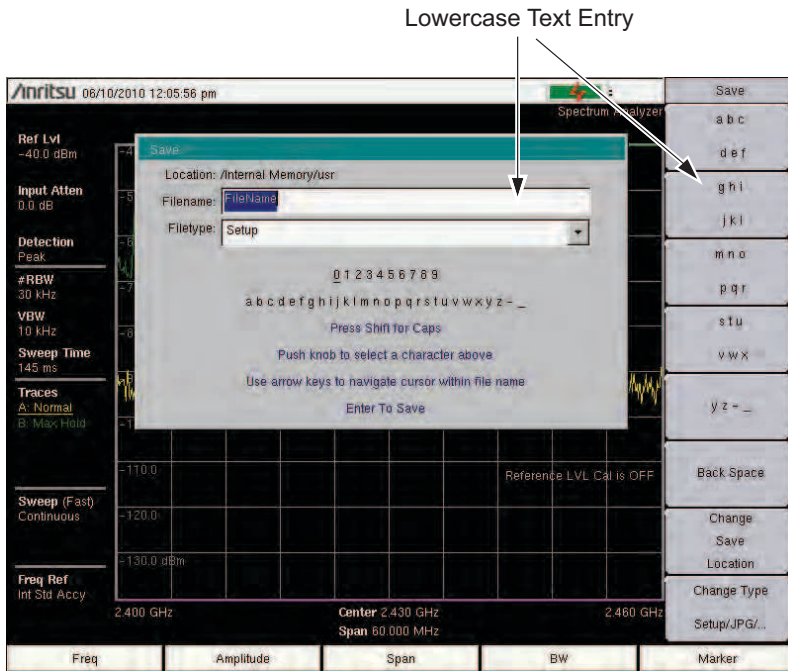 Lowercase Text Entry
/inritsu 06/10/2010 12:05:56 pm
Save
Spectrum Analyzer
Ref Lvl
-40.0 dBm
Input Atten
0.0 dB
Detection
Peak
#RBW
30 kHz
VBW
10 kHz
Sweep Time
145 ms
Traces
A: Normal
B: Max Hold
Sweep (Fast)
Continuous
Freq Ref
Int Std Accy
Save
Location: /Internal Memory/usr
Filename: FileName
Filetype: Setup
0 1 2 3 4 5 6 7 8 9
a b c d e f g h i j k l m n o p q r s t u v w x y z - _
Press Shift for Caps
Push knob to select a character above
Use arrow keys to navigate cursor within file name
Enter To Save
-110.0
Reference LVL Cal is OFF
-120.0
-130.0 dBm
2.400 GHz
Center 2.430 GHz
2.460 GHz
Span 60.000 MHz
a b c
d e f
g h i
j k l
m n o
p q r
s t u
v w x
y z - _
Back Space
Change
Save
Location
Change Type
Setup/JPG/...
Freq
Amplitude
Span
BW
Marker